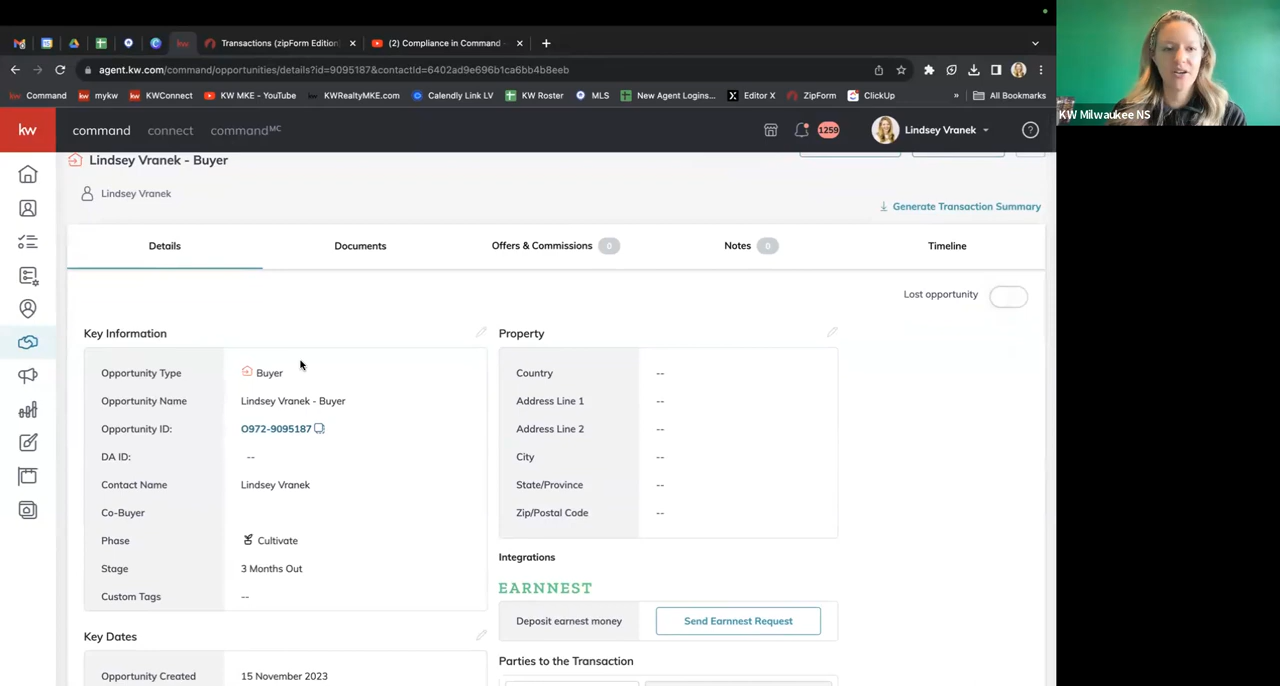 Transactions (zipForm Edition)
(2) Compliance in Command -
agent.kw.com/command/opportunities/details?id=9095187&contactId=6402ad9e696b1ca6bb4b8eeb
Command mykw KWConnect KW MKE - YouTube KWRealtyMKE.com Calendly Link LV KW Roster MLS New Agent Logins... Editor X ZipForm ClickUp » All Bookmarks
KW Milwaukee NS
kw command connect commandMC 1259 Lindsey Vranek
Lindsey Vranek - Buyer
Lindsey Vranek
Generate Transaction Summary
Details Documents Offers & Commissions 0 Notes 0 Timeline
Lost opportunity
Key Information
Opportunity Type Buyer
Opportunity Name Lindsey Vranek - Buyer
Opportunity ID: O972-9095187
DA ID: --
Contact Name Lindsey Vranek
Co-Buyer
Phase Cultivate
Stage 3 Months Out
Custom Tags --
Key Dates
Opportunity Created 15 November 2023
Property
Country --
Address Line 1 --
Address Line 2 --
City --
State/Province --
Zip/Postal Code --
Integrations
EARNNEST
Deposit earnest money Send Earnnest Request
Parties to the Transaction